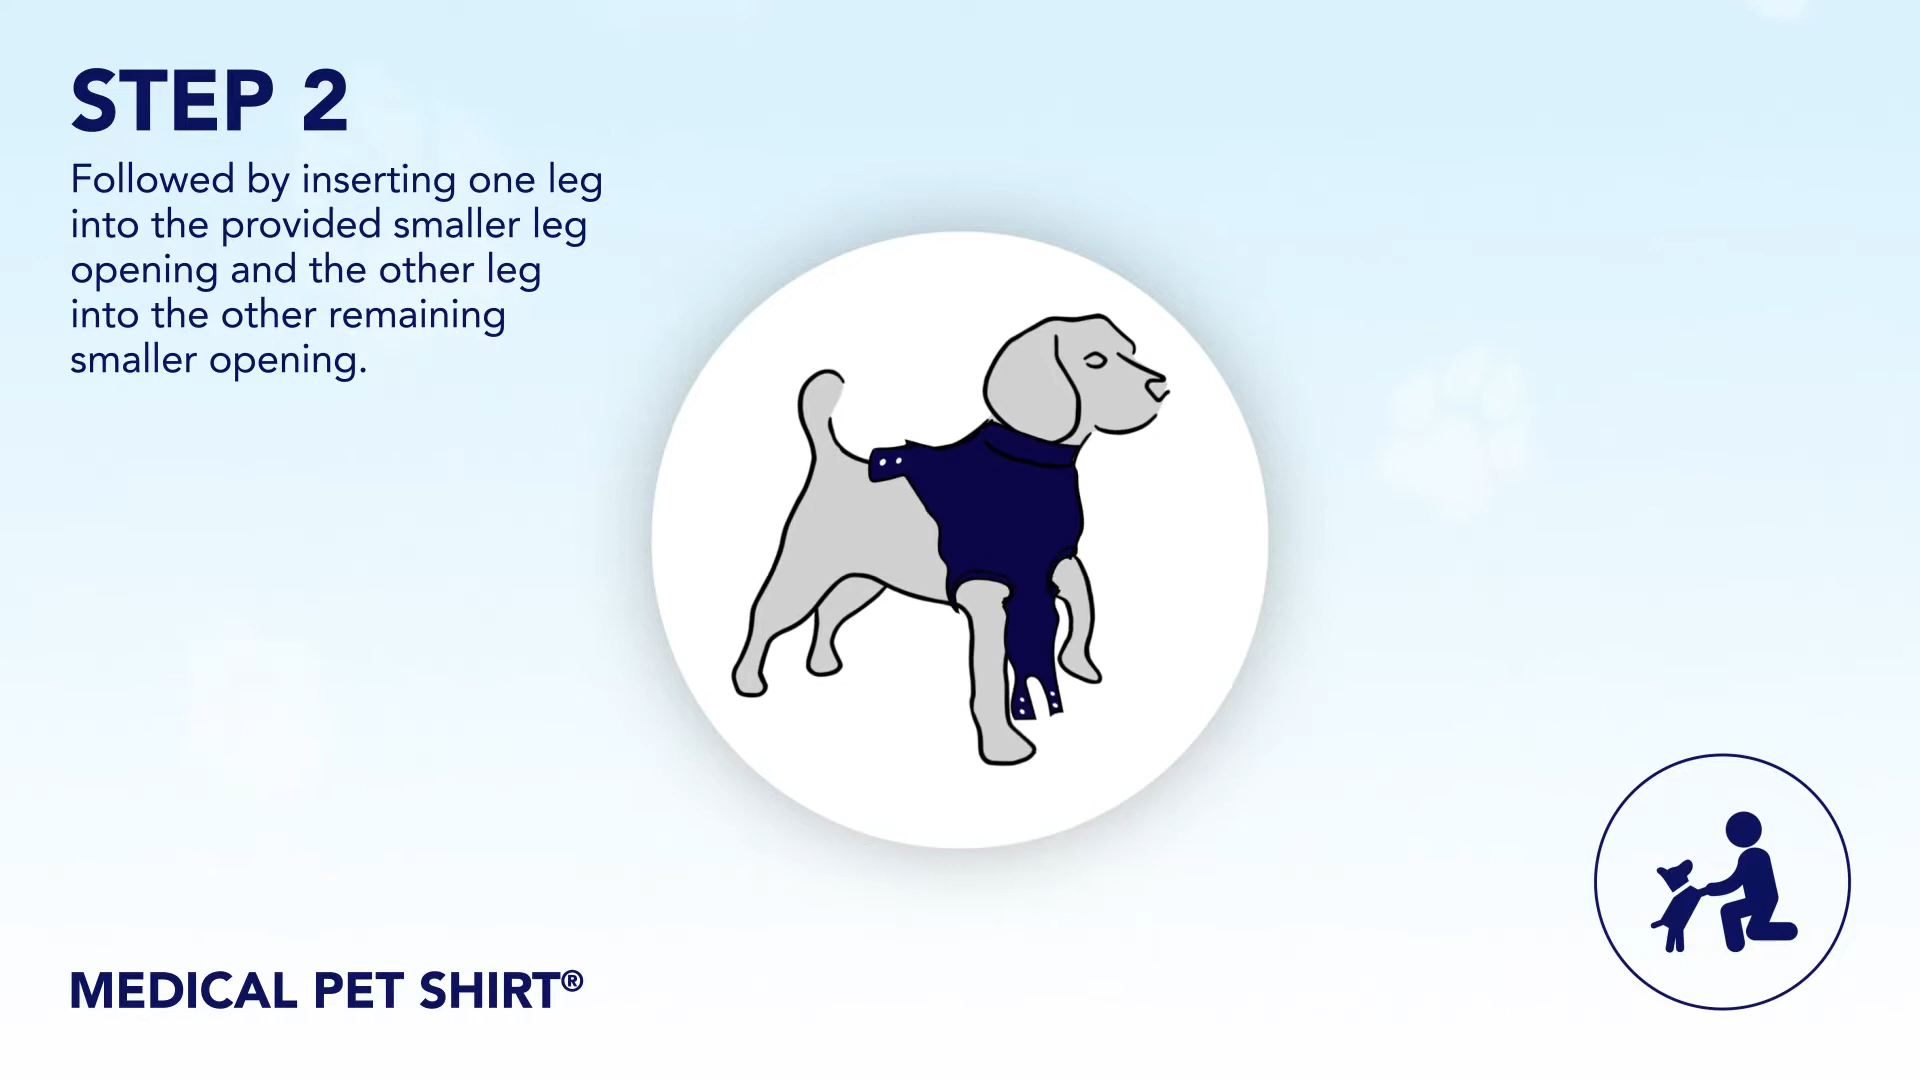 STEP 2
Followed by inserting one leg
into the provided smaller leg
opening and the other leg
into the other remaining
smaller opening.
MEDICAL PET SHIRT®